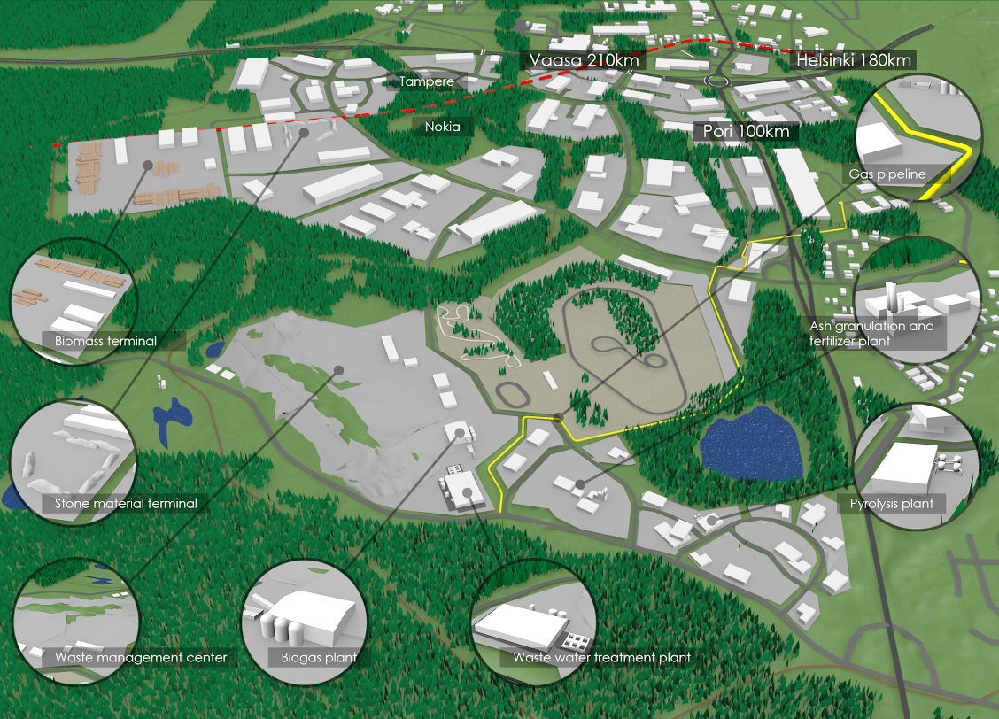 Vaasa 210km
Helsinki 180km
Tampere
Nokia
Pori 100km
Gas pipeline
Ash granulation and
fertilizer plant
Biomass terminal
Stone material terminal
Pyrolysis plant
Waste management center
Biogas plant
Waste water treatment plant